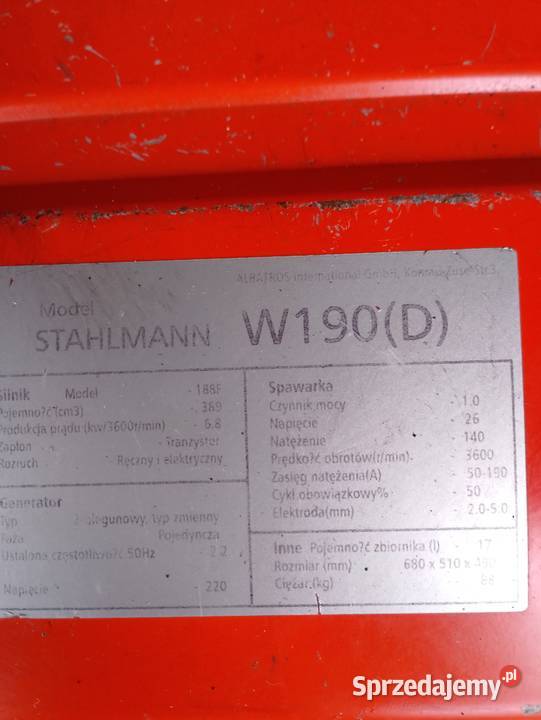 ALBATROS International GmbH, Konrad-Zuse-Str.3,
Model
STAHLMANN W190(D)
Silnik Model - 188F
Pojemno?ć (cm3) - 389
Produkcja prądu (kw/3600r/min) - 6.8
Zapłon - Tranzystor
Rozruch - Ręczny i elektryczny
Generator
Typ - 2-biegunowy, typ zmienny
Faza - Pojedyncza
Ustalona częstotliwo?ć 50Hz - 2.2
Napięcie - 220
Spawarka
Czynnik mocy - 1.0
Napięcie - 26
Natężenie - 140
Prędko?ć obrotów(r/min) - 3600
Zasięg natężenia(A) - 50-190
Cykl obowiązkowy% - 50
Elektroda(mm) - 2.0-5.0
Inne Pojemno?ć zbiornika (l) - 17
Rozmiar (mm) 680 x 510 x
Ciężar (kg) - 88
Sprzedajemy.pl